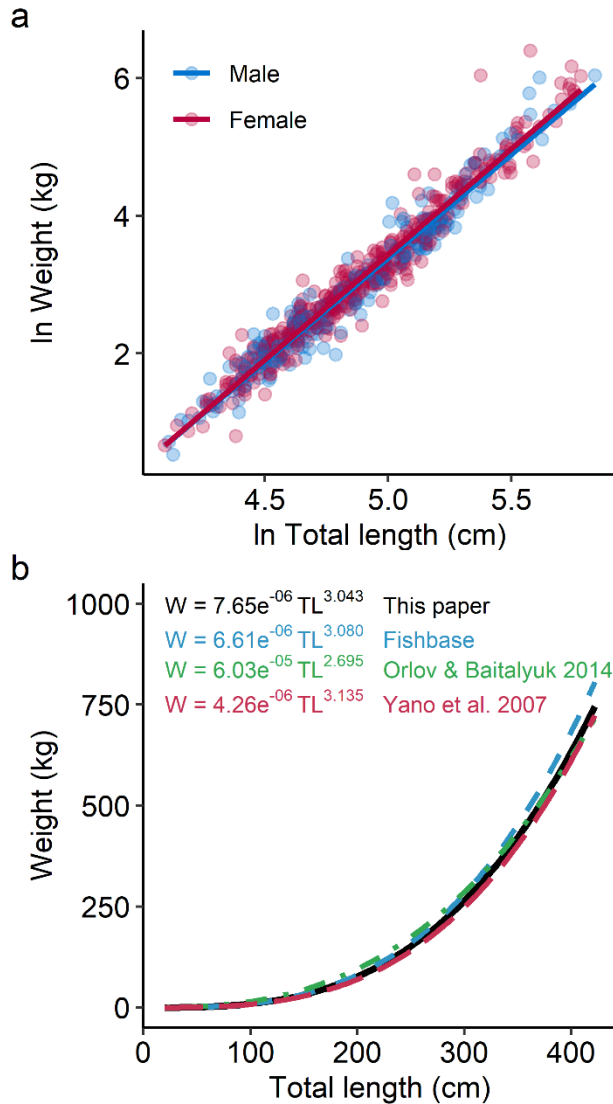 a
ln Weight (kg)
6
4
2
Male
Female
4.5 5.0 5.5
ln Total length (cm)
b
Weight (kg)
1000
750
500
250
0
W = 7.65e⁻⁰⁶ TL³·⁰⁴³ This paper
W = 6.61e⁻⁰⁶ TL³·⁰⁸⁰ Fishbase
W = 6.03e⁻⁰⁵ TL²·⁶⁹⁵ Orlov & Baitalyuk 2014
W = 4.26e⁻⁰⁶ TL³·¹³⁵ Yano et al. 2007
0 100 200 300 400
Total length (cm)